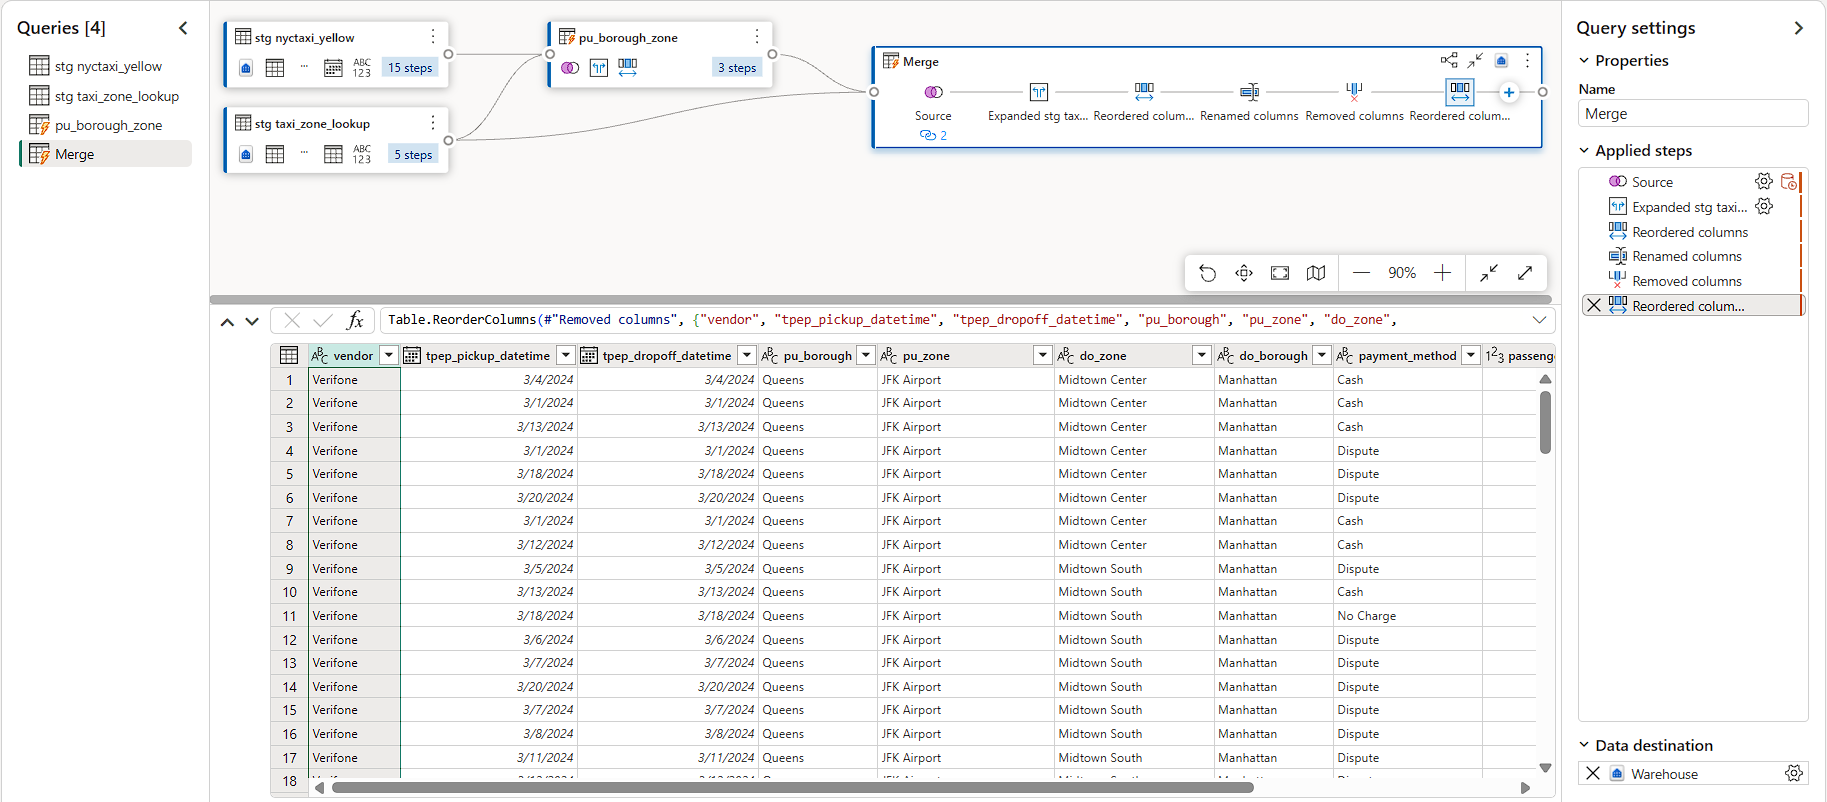 Queries [4]
stg nyctaxi_yellow
stg taxi_zone_lookup
pu_borough_zone
Merge
stg nyctaxi_yellow
ABC
123
15 steps
stg taxi_zone_lookup
ABC
123
5 steps
pu_borough_zone
3 steps
Merge
Source
Expanded stg tax...
Reordered colum...
Renamed columns
Removed columns
Reordered colum...
2
90%
fx
Table.ReorderColumns(#"Removed columns", {"vendor", "tpep_pickup_datetime", "tpep_dropoff_datetime", "pu_borough", "pu_zone", "do_zone",
vendor tpep_pickup_datetime tpep_dropoff_datetime pu_borough pu_zone do_zone do_borough payment_method passeng
1 Verifone 3/4/2024 3/4/2024 Queens JFK Airport Midtown Center Manhattan Cash
2 Verifone 3/1/2024 3/1/2024 Queens JFK Airport Midtown Center Manhattan Cash
3 Verifone 3/13/2024 3/13/2024 Queens JFK Airport Midtown Center Manhattan Cash
4 Verifone 3/1/2024 3/1/2024 Queens JFK Airport Midtown Center Manhattan Dispute
5 Verifone 3/18/2024 3/18/2024 Queens JFK Airport Midtown Center Manhattan Dispute
6 Verifone 3/20/2024 3/20/2024 Queens JFK Airport Midtown Center Manhattan Dispute
7 Verifone 3/1/2024 3/1/2024 Queens JFK Airport Midtown Center Manhattan Cash
8 Verifone 3/12/2024 3/12/2024 Queens JFK Airport Midtown Center Manhattan Cash
9 Verifone 3/5/2024 3/5/2024 Queens JFK Airport Midtown South Manhattan Dispute
10 Verifone 3/13/2024 3/13/2024 Queens JFK Airport Midtown South Manhattan Cash
11 Verifone 3/18/2024 3/18/2024 Queens JFK Airport Midtown South Manhattan No Charge
12 Verifone 3/6/2024 3/6/2024 Queens JFK Airport Midtown South Manhattan Dispute
13 Verifone 3/7/2024 3/7/2024 Queens JFK Airport Midtown South Manhattan Dispute
14 Verifone 3/20/2024 3/20/2024 Queens JFK Airport Midtown South Manhattan Dispute
15 Verifone 3/7/2024 3/7/2024 Queens JFK Airport Midtown South Manhattan Dispute
16 Verifone 3/8/2024 3/8/2024 Queens JFK Airport Midtown South Manhattan Dispute
17 Verifone 3/11/2024 3/11/2024 Queens JFK Airport Midtown South Manhattan Dispute
18
Query settings
Properties
Name
Merge
Applied steps
Source
Expanded stg taxi...
Reordered columns
Renamed columns
Removed columns
Reordered colum...
Data destination
Warehouse